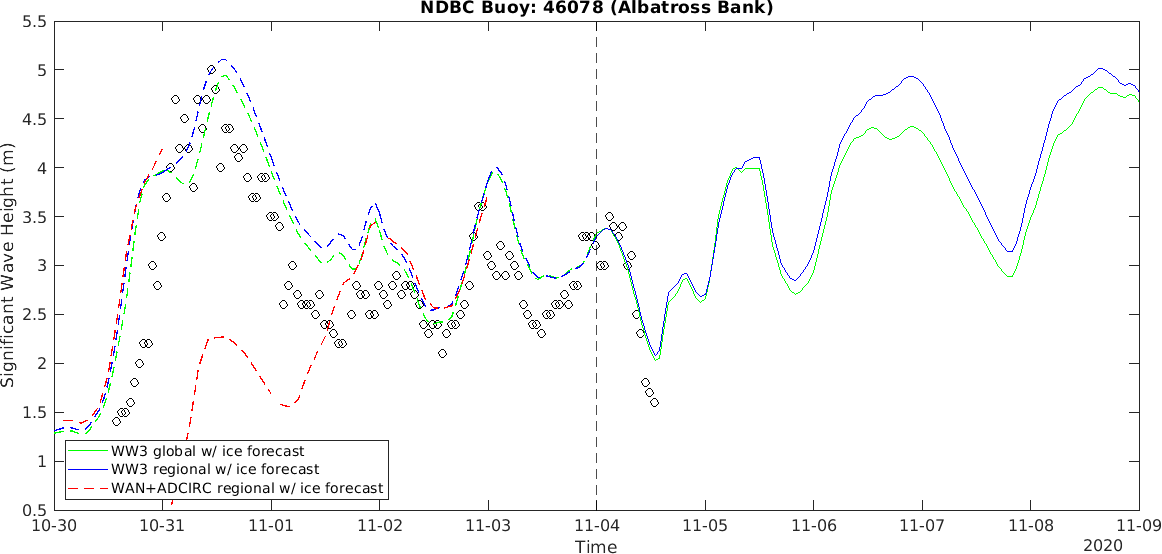 NDBC Buoy: 46078 (Albatross Bank)
5.5
5
4.5
4
3.5
3
2.5
2
1.5
1
0.5
Significant Wave Height (m)
WW3 global w/ ice forecast
WW3 regional w/ ice forecast
WAN+ADCIRC regional w/ ice forecast
10-30 10-31 11-01 11-02 11-03 11-04 11-05 11-06 11-07 11-08 11-09
Time
2020